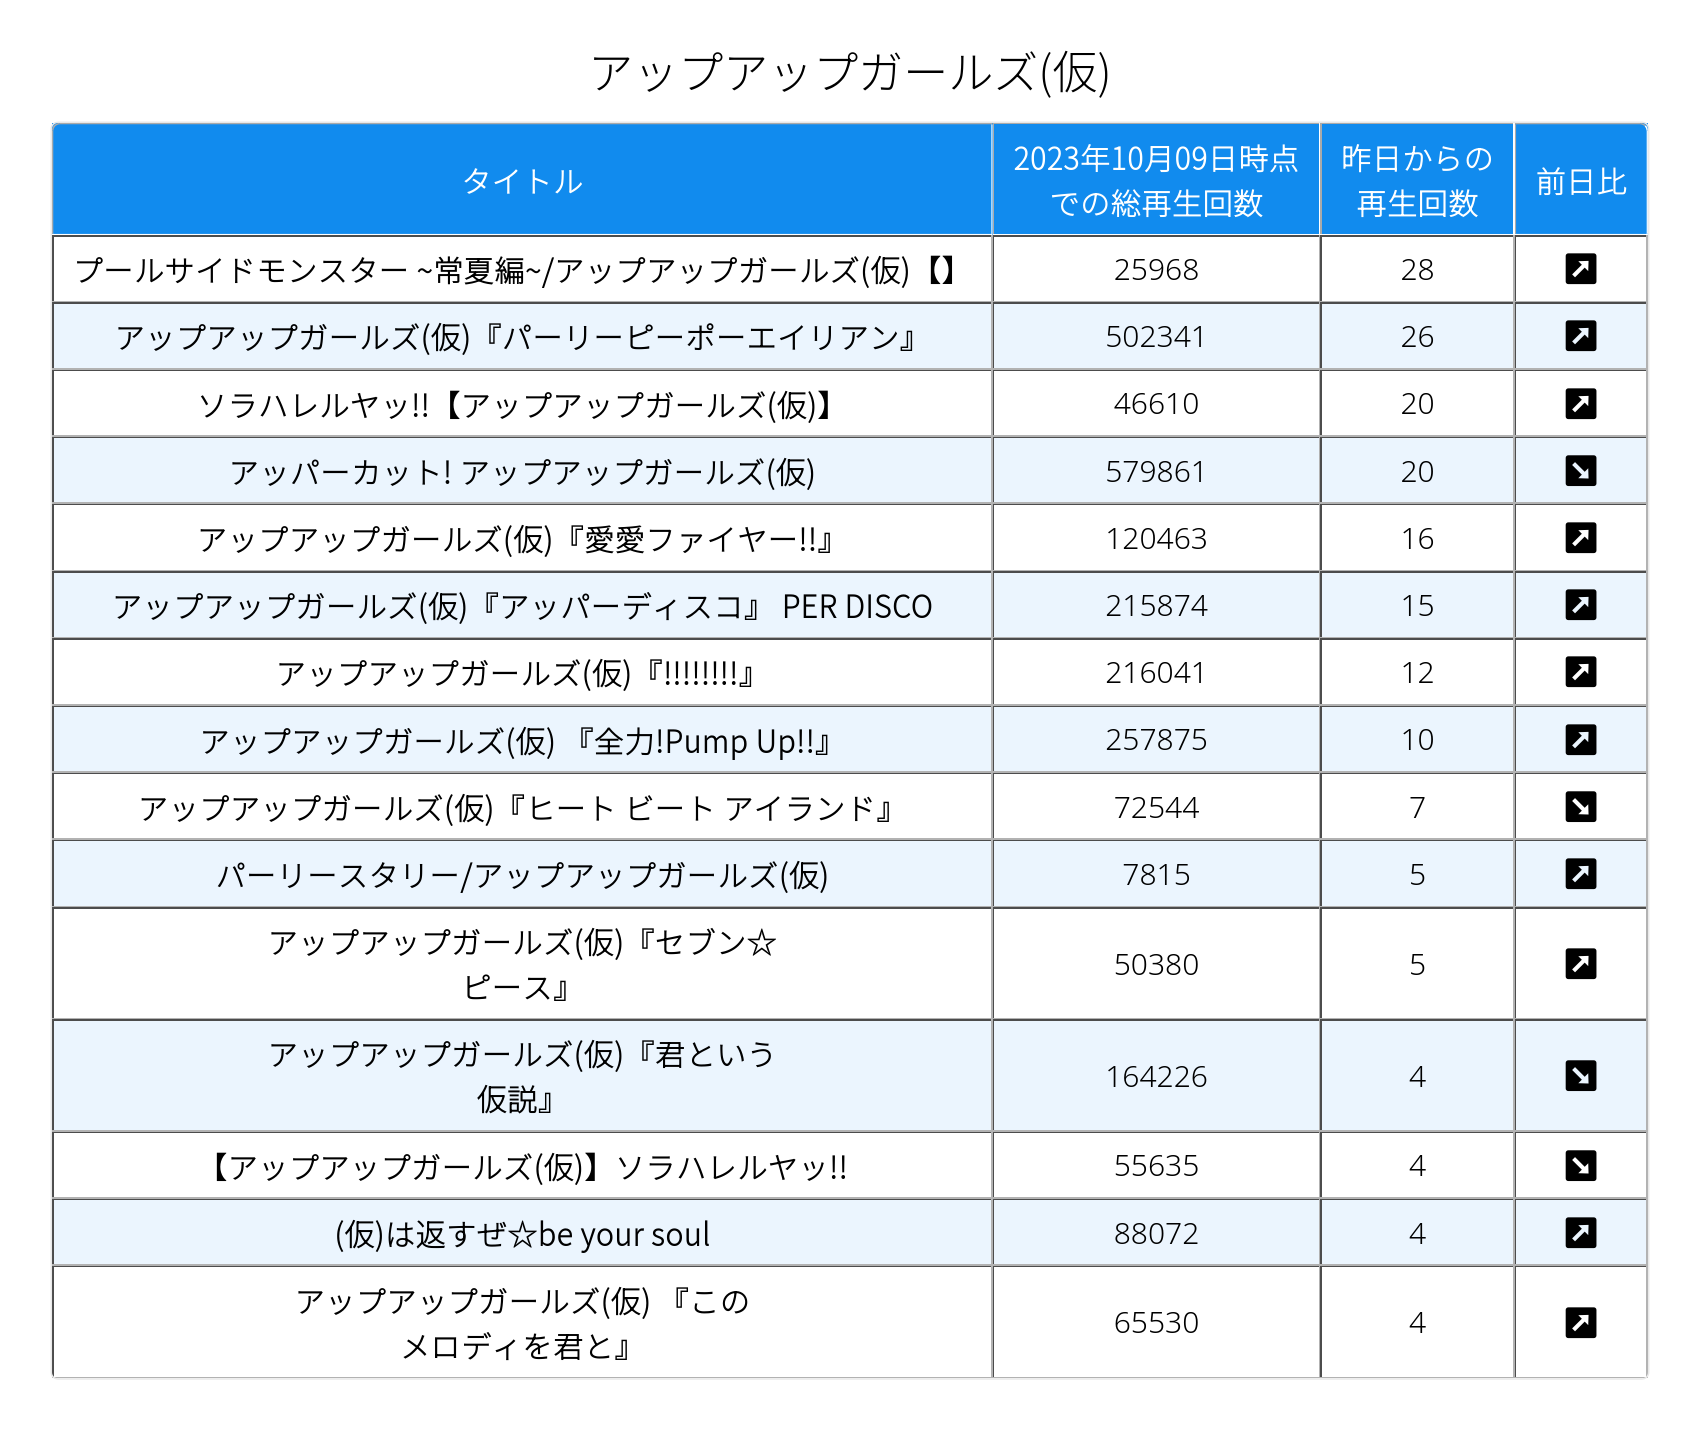 アップアップガールズ(仮)
タイトル
2023年10月09日時点
での総再生回数
昨日からの
再生回数
前日比
プールサイドモンスター ~常夏編~/アップアップガールズ(仮)【】 25968 28
アップアップガールズ(仮)『パーリーピーポーエイリアン』 502341 26
ソラハレルヤッ!!【アップアップガールズ(仮)】 46610 20
アッパーカット! アップアップガールズ(仮) 579861 20
アップアップガールズ(仮)『愛愛ファイヤー!!』 120463 16
アップアップガールズ(仮)『アッパーディスコ』 PER DISCO 215874 15
アップアップガールズ(仮)『!!!!!!!!』 216041 12
アップアップガールズ(仮) 『全力!Pump Up!!』 257875 10
アップアップガールズ(仮)『ヒート ビート アイランド』 72544 7
パーリースタリー/アップアップガールズ(仮) 7815 5
アップアップガールズ(仮)『セブン☆
ピース』 50380 5
アップアップガールズ(仮)『君という
仮説』 164226 4
【アップアップガールズ(仮)】ソラハレルヤッ!! 55635 4
(仮)は返すぜ☆be your soul 88072 4
アップアップガールズ(仮) 『この
メロディを君と』 65530 4